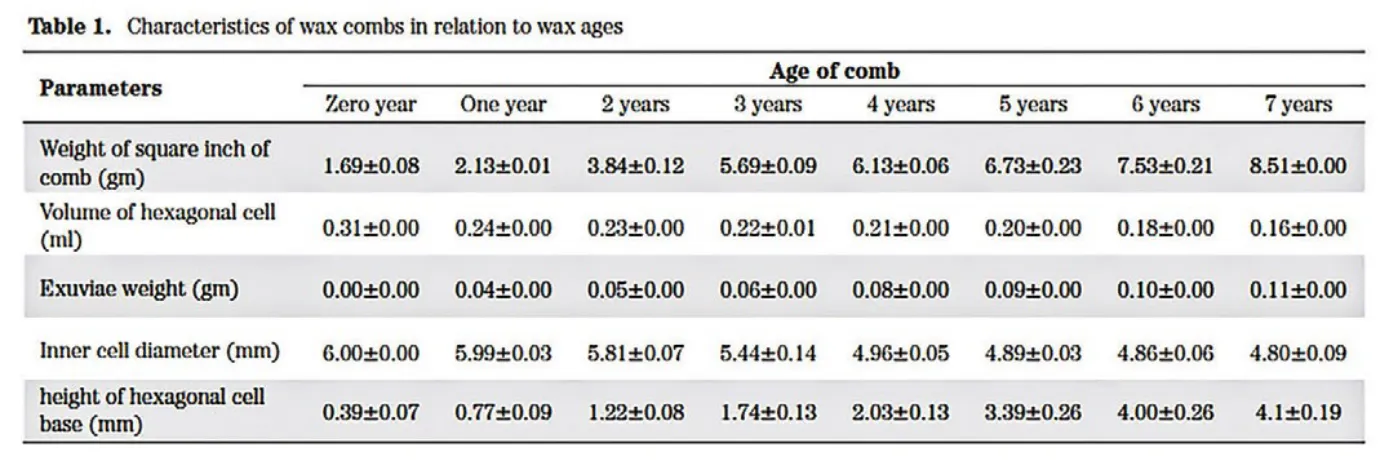 Table 1. Characteristics of wax combs in relation to wax ages
Parameters Age of comb
Zero year One year 2 years 3 years 4 years 5 years 6 years 7 years
Weight of square inch of
comb (gm) 1.69±0.08 2.13±0.01 3.84±0.12 5.69±0.09 6.13±0.06 6.73±0.23 7.53±0.21 8.51±0.00
Volume of hexagonal cell
(ml) 0.31±0.00 0.24±0.00 0.23±0.00 0.22±0.01 0.21±0.00 0.20±0.00 0.18±0.00 0.16±0.00
Exuviae weight (gm) 0.00±0.00 0.04±0.00 0.05±0.00 0.06±0.00 0.08±0.00 0.09±0.00 0.10±0.00 0.11±0.00
Inner cell diameter (mm) 6.00±0.00 5.99±0.03 5.81±0.07 5.44±0.14 4.96±0.05 4.89±0.03 4.86±0.06 4.80±0.09
height of hexagonal cell
base (mm) 0.39±0.07 0.77±0.09 1.22±0.08 1.74±0.13 2.03±0.13 3.39±0.26 4.00±0.26 4.1±0.19